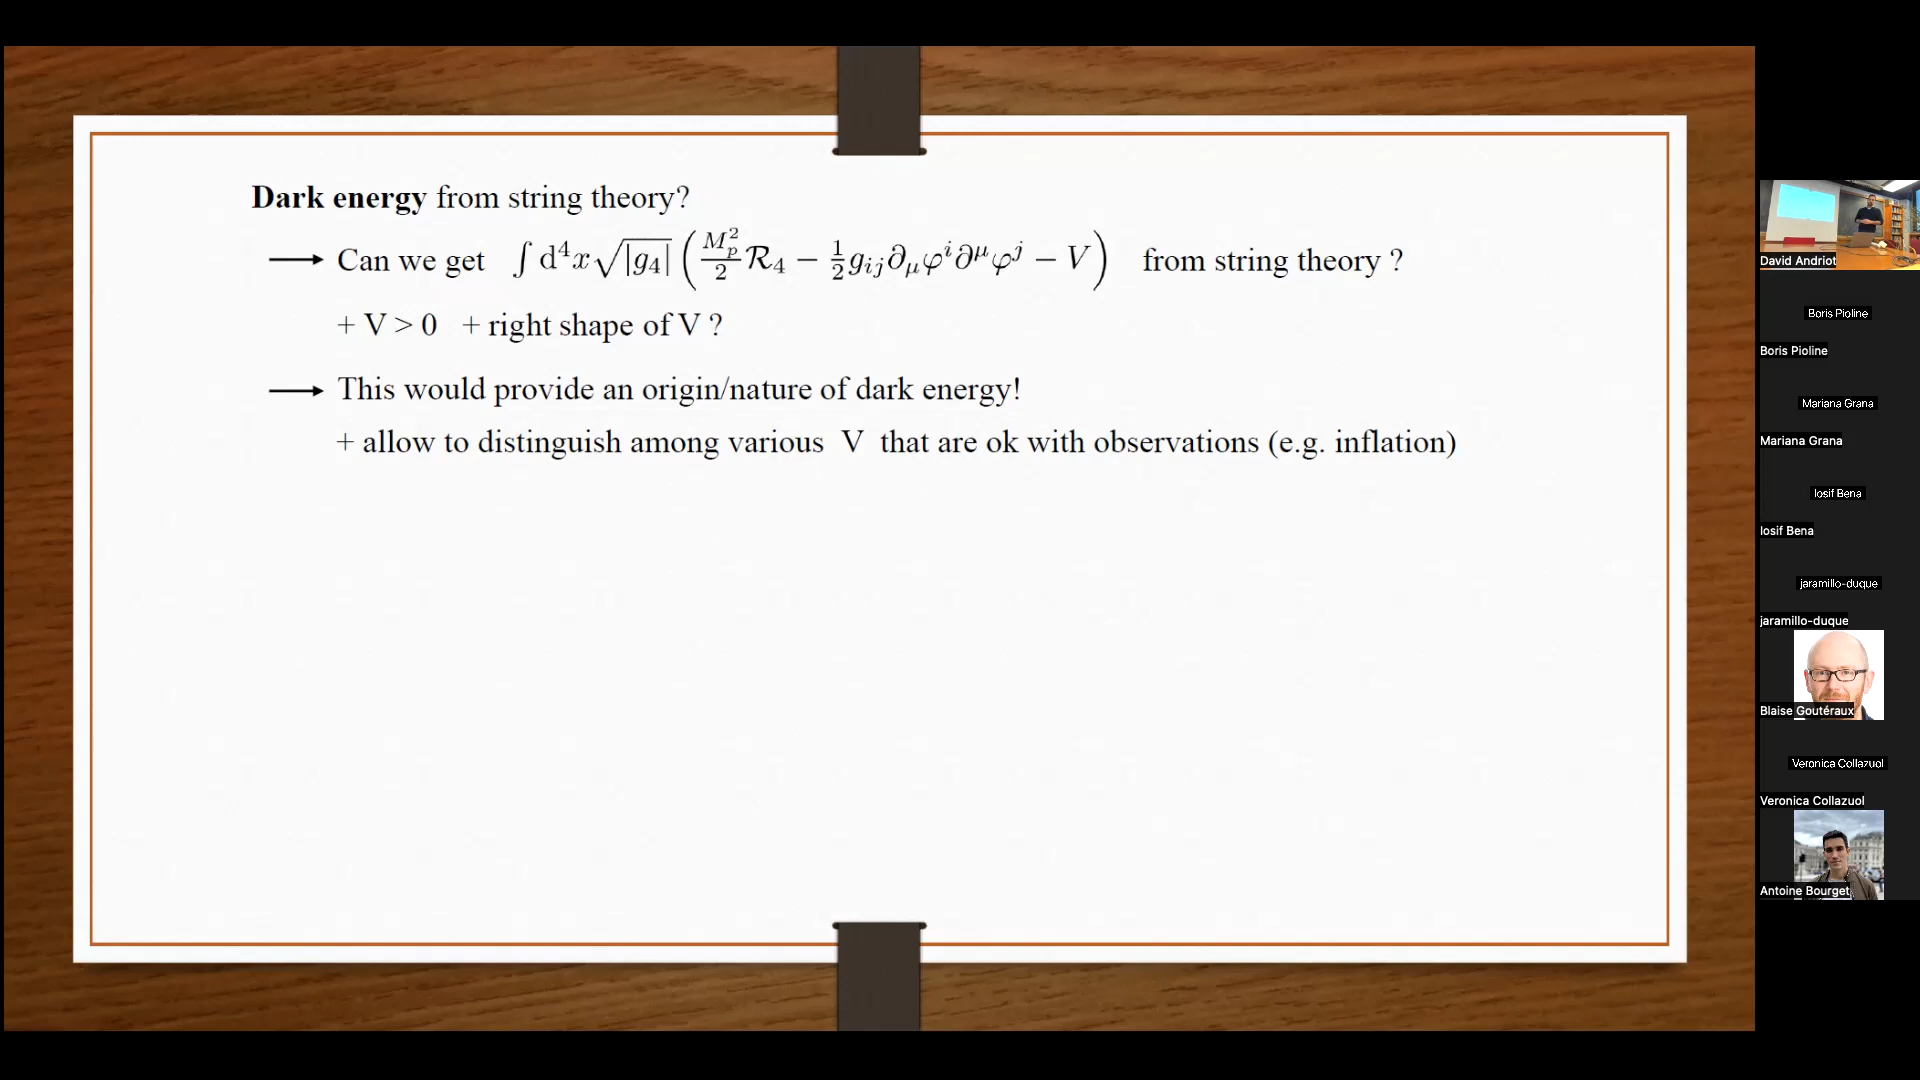 Dark energy from string theory?
⟶ Can we get ∫ d⁴x √|g₄| ( M_p²/2 ℛ₄ − ½ g_{ij} ∂_μφ^i ∂^μφ^j − V ) from string theory ?
+ V > 0 + right shape of V ?
⟶ This would provide an origin/nature of dark energy!
+ allow to distinguish among various V that are ok with observations (e.g. inflation)
David Andriot
Boris Pioline
Boris Pioline
Mariana Grana
Mariana Grana
Iosif Bena
Iosif Bena
jaramillo-duque
jaramillo-duque
Blaise Goutéraux
Veronica Collazuol
Veronica Collazuol
Antoine Bourget